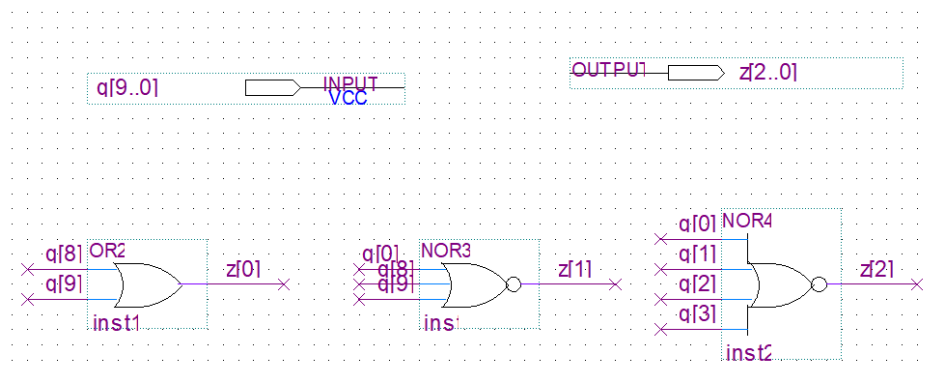 q[9..0] INPUT
VCC
OUTPUT z[2..0]
q[8] OR2
q[9]
z[0]
inst1
q[0] NOR3
q[8]
q[9]
z[1]
inst
q[0] NOR4
q[1]
q[2]
q[3]
z[2]
inst2